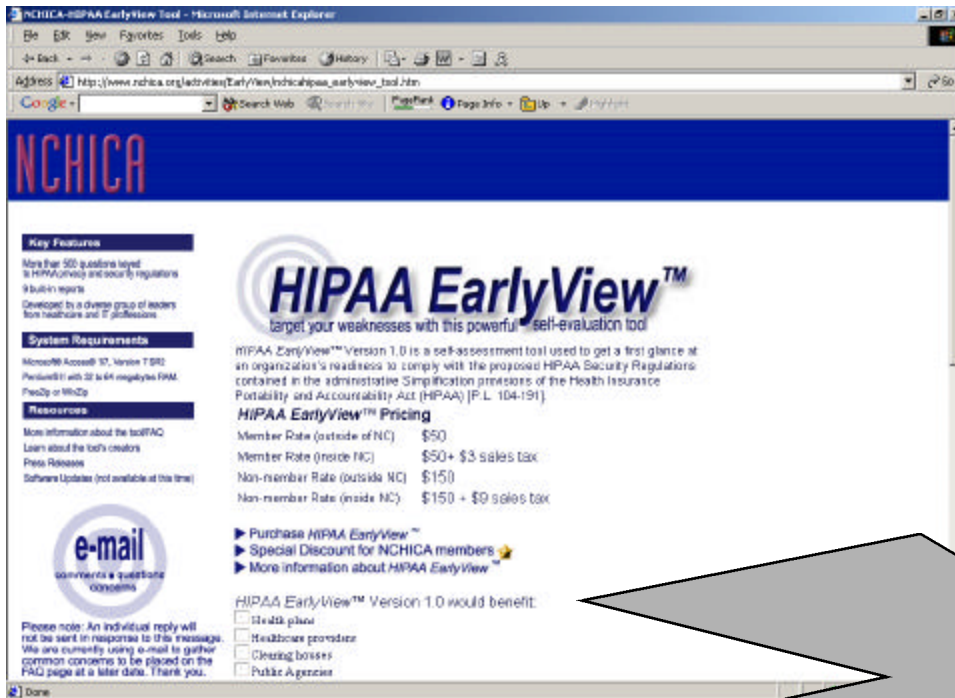 NCHICA-HIPAA EarlyView Tool - Microsoft Internet Explorer
File Edit View Favorites Tools Help
Back Search Favorites History
Address http://www.nchica.org/activities/EarlyView/nchicahipaa_earlyview_tool.htm Go
Google Search Web PageRank Page Info Up
NCHICA
Key Features
More than 500 questions keyed
to HIPAA privacy and security regulations
9 built-in reports
Developed by a diverse group of leaders
from healthcare and IT professions
System Requirements
Microsoft® Access® '97, Version 7 SR2
Pentium® II with 32 to 64 megabytes RAM.
PeaZip or WinZip
Resources
More information about the tool/FAQ
Learn about the tool's creators
Press Releases
Software Updates (not available at this time)
e-mail
comments questions
concerns
Please note: An individual reply will
not be sent in response to this message.
We are currently using e-mail to gather
common concerns to be placed on the
FAQ page at a later date. Thank you.
HIPAA EarlyView™
target your weaknesses with this powerful self-evaluation tool
HIPAA EarlyView™ Version 1.0 is a self-assessment tool used to get a first glance at
an organization's readiness to comply with the proposed HIPAA Security Regulations
contained in the administrative Simplification provisions of the Health Insurance
Portability and Accountability Act (HIPAA) [P.L. 104-191].
HIPAA EarlyView™ Pricing
Member Rate (outside of NC) $50
Member Rate (inside NC) $50+ $3 sales tax
Non-member Rate (outside NC) $150
Non-member Rate (inside NC) $150 + $9 sales tax
Purchase HIPAA EarlyView™
Special Discount for NCHICA members
More information about HIPAA EarlyView™
HIPAA EarlyView™ Version 1.0 would benefit:
Health plans
Healthcare providers
Clearing houses
Public Agencies
Done